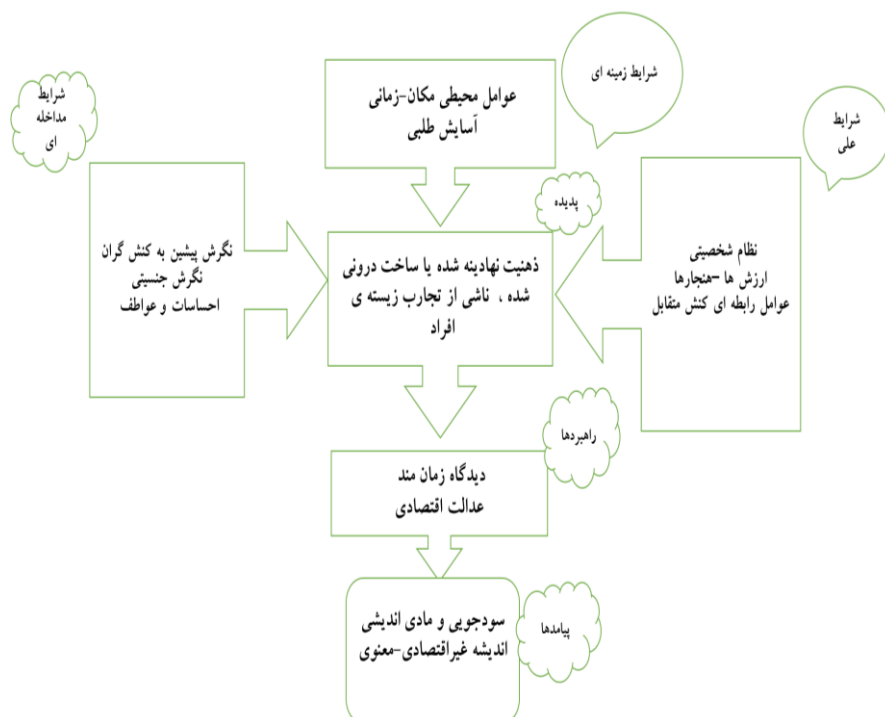 شرایط زمینه ای
عوامل محیطی مکان-زمانی
آسایش طلبی
شرایط
مداخله
ای
شرایط
علی
پدیده
نظام شخصیتی
ارزش ها -هنجارها
عوامل رابطه ای کنش متقابل
ذهنیت نهادینه شده یا ساخت درونی
شده ، ناشی از تجارب زیسته ی
افراد
نگرش پیشین به کنش گران
نگرش جنسیتی
احساسات و عواطف
راهبردها
دیدگاه زمان مند
عدالت اقتصادی
پیامدها
سودجویی و مادی اندیشی
اندیشه غیراقتصادی-معنوی